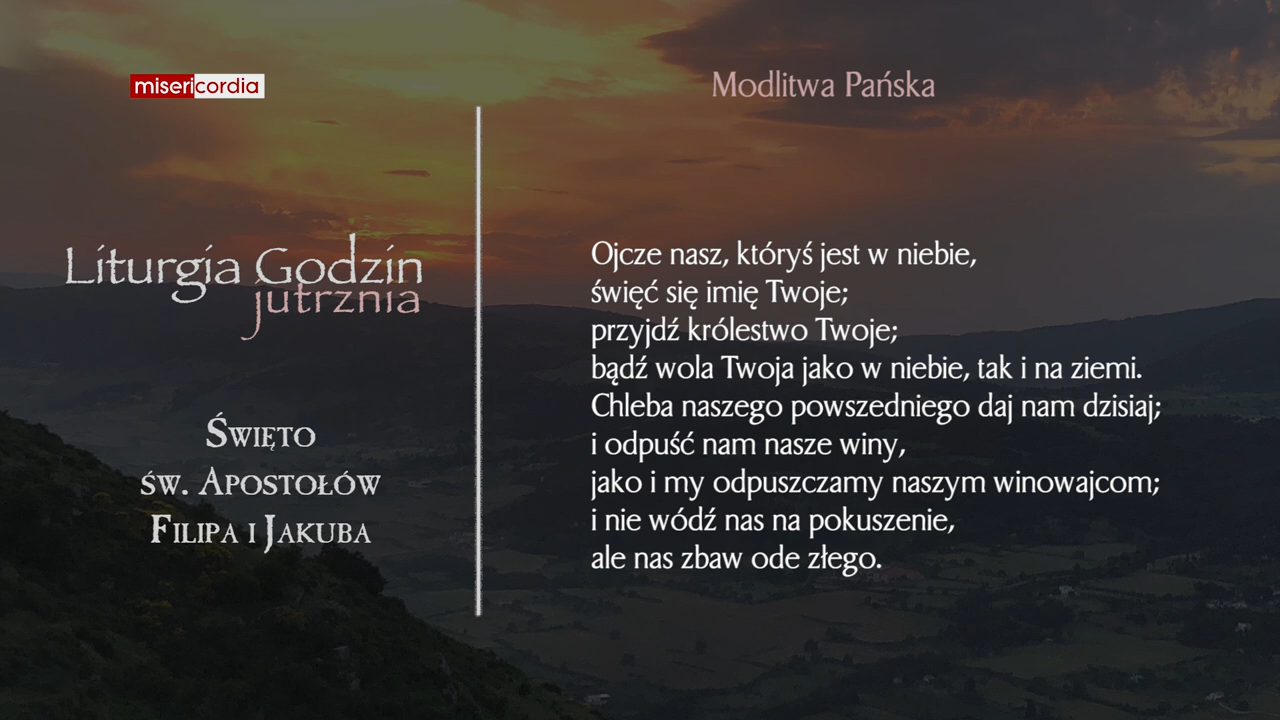 misericordia
Liturgia Godzin
jutrznia
Święto
św. Apostołów
Filipa i Jakuba
Modlitwa Pańska
Ojcze nasz, któryś jest w niebie,
święć się imię Twoje;
przyjdź królestwo Twoje;
bądź wola Twoja jako w niebie, tak i na ziemi.
Chleba naszego powszedniego daj nam dzisiaj;
i odpuść nam nasze winy,
jako i my odpuszczamy naszym winowajcom;
i nie wódź nas na pokuszenie,
ale nas zbaw ode złego.